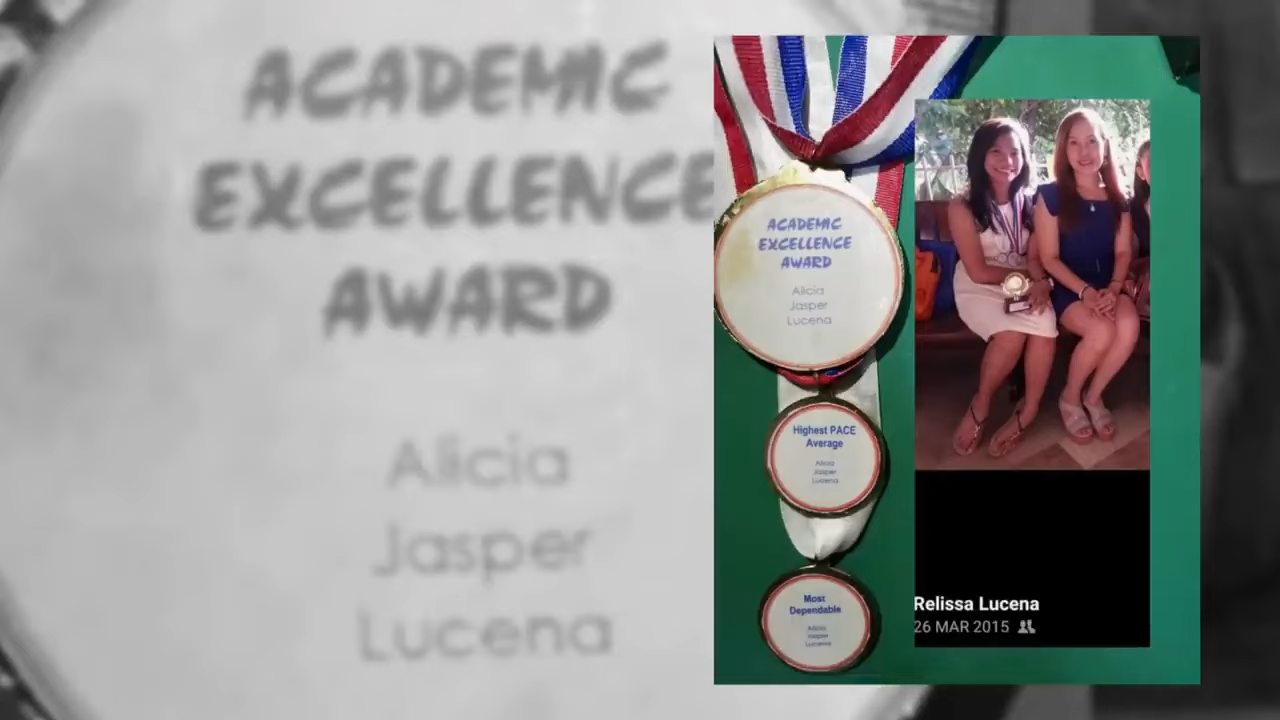 ACADEMIC
EXCELLENCE
AWARD
Alicia
Jasper
Lucena
ACADEMIC
EXCELLENCE
AWARD
Alicia
Jasper
Lucena
Highest PACE
Average
Alicia
Jasper
Lucena
Most
Dependable
Alicia
Jasper
Lucena
Relissa Lucena
26 MAR 2015